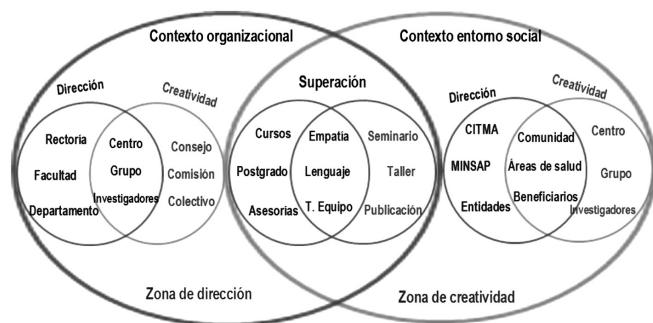 Contexto organizacional
Contexto entorno social
Dirección
Creatividad
Superación
Dirección
Creatividad
Rectoría
Facultad
Departamento
Centro
Grupo
Investigadores
Consejo
Comisión
Colectivo
Cursos
Postgrado
Asesorias
Empatía
Lenguaje
T. Equipo
Seminario
Taller
Publicación
CITMA
MINSAP
Entidades
Comunidad
Áreas de salud
Beneficiarios
Centro
Grupo
Investigadores
Zona de dirección
Zona de creatividad